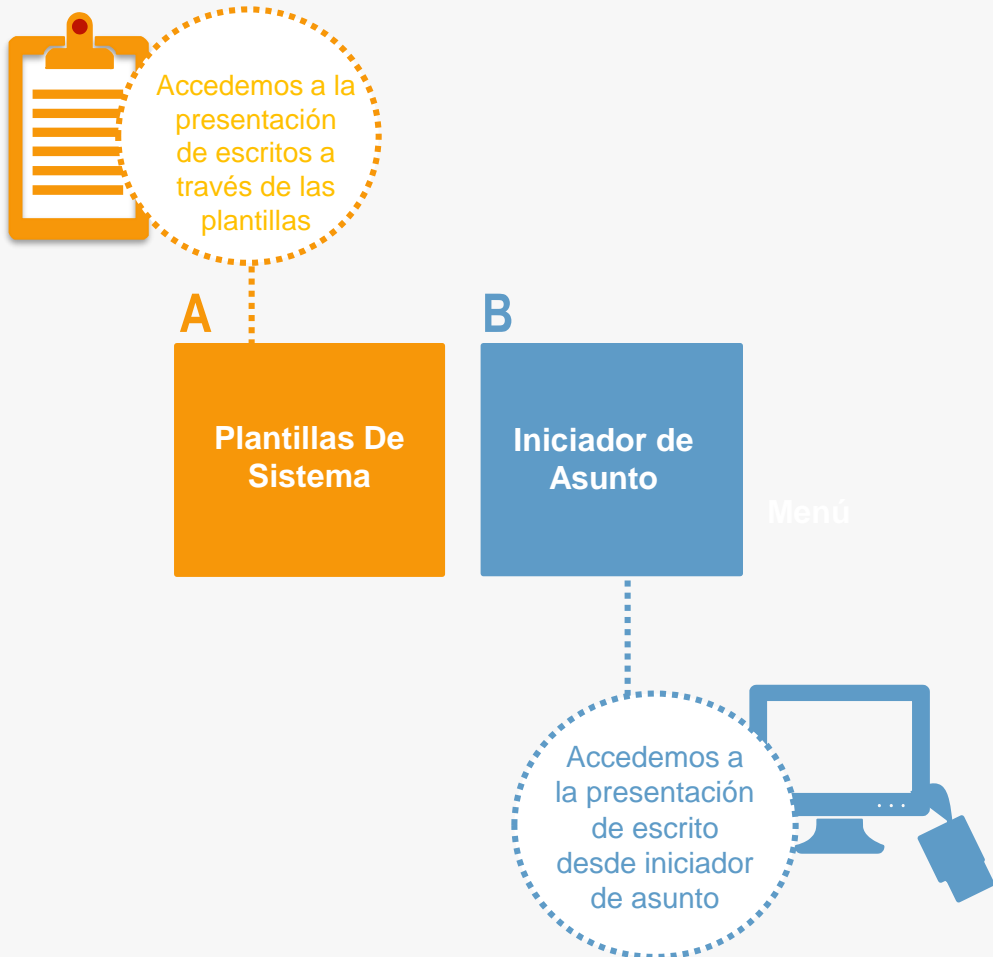 Accedemos a la
presentación
de escritos a
través de las
plantillas
A
B
Plantillas De
Sistema
Iniciador de
Asunto
Menú
Accedemos a
la presentación
de escrito
desde iniciador
de asunto